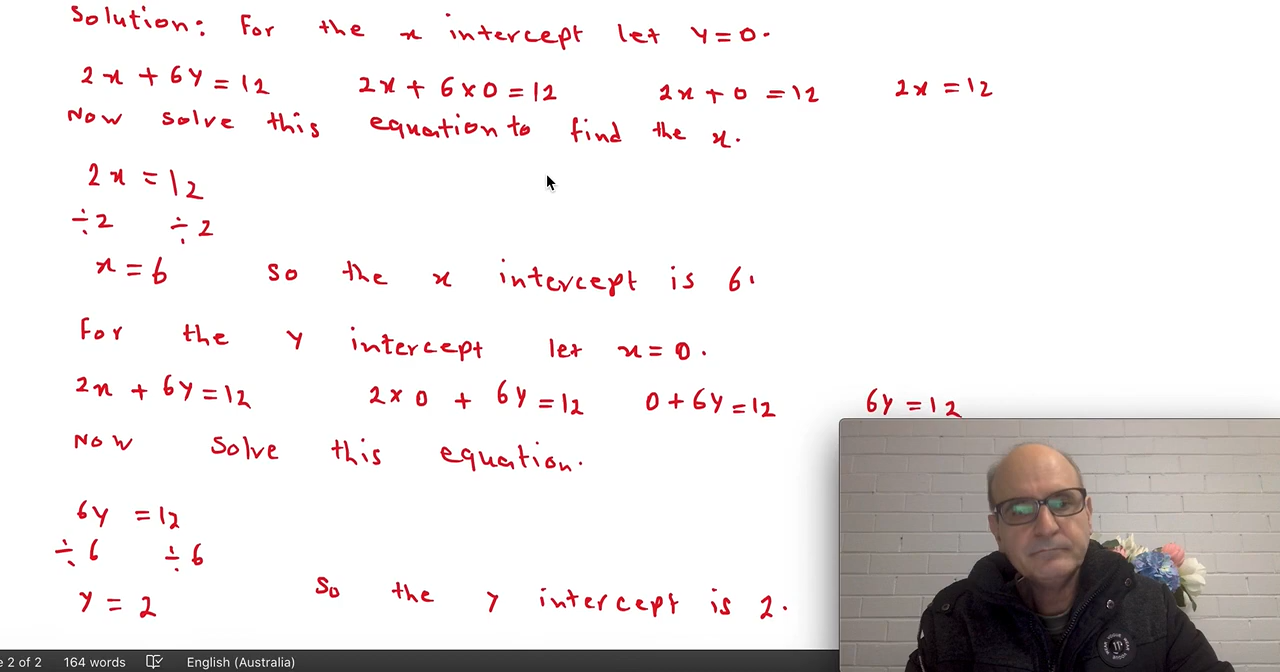 Solution: For the x intercept let y=0.
2x + 6y = 12 2x + 6 × 0 = 12 2x + 0 = 12 2x = 12
Now solve this equation to find the x.
2x = 12
÷2 ÷2
x = 6 so the x intercept is 6.
For the y intercept let x = 0.
2x + 6y = 12 2 × 0 + 6y = 12 0 + 6y = 12 6y = 12
Now solve this equation.
6y = 12
÷6 ÷6
y = 2 So the y intercept is 2.
2 of 2 164 words English (Australia)